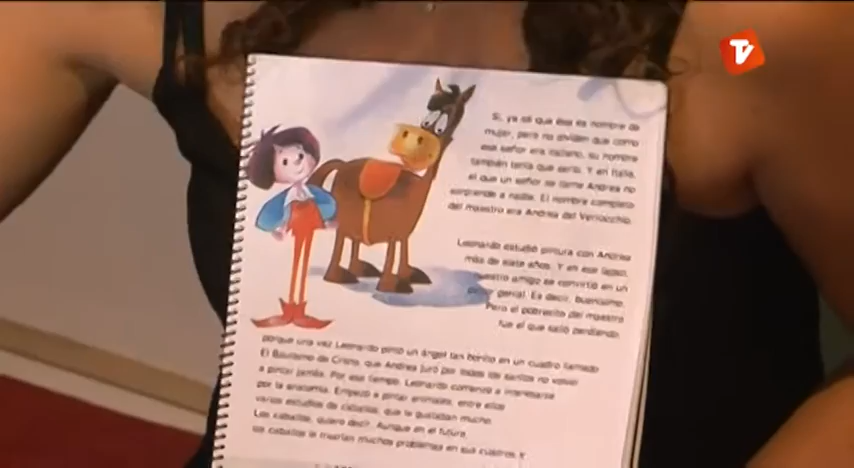 TV
Sí, ya sé que ése es nombre de
mujer, pero no olviden que como
ese señor era italiano, su nombre
también tenía que serlo. Y en Italia,
el que un señor se llame Andrea no
sorprende a nadie. El nombre completo
del maestro era Andrea del Verrocchio.
Leonardo estudió pintura con Andrea
más de siete años. Y en ese lapso,
nuestro amigo se convirtió en un
genial. Es decir, buenísimo.
Pero el pobrecito del maestro
fue el que salió perdiendo,
porque una vez Leonardo pintó un ángel tan bonito en un cuadro llamado
El Bautismo de Cristo, que Andrea juró por todos los santos no volver
a pintar jamás. Por ese tiempo, Leonardo comenzó a interesarse
por la anatomía. Empezó a pintar animales, entre ellos
varios estudios de caballos, que le gustaban mucho.
Los caballos, quiero decir. Aunque en el futuro,
los caballos le traerían muchos problemas en sus cuadros. Y